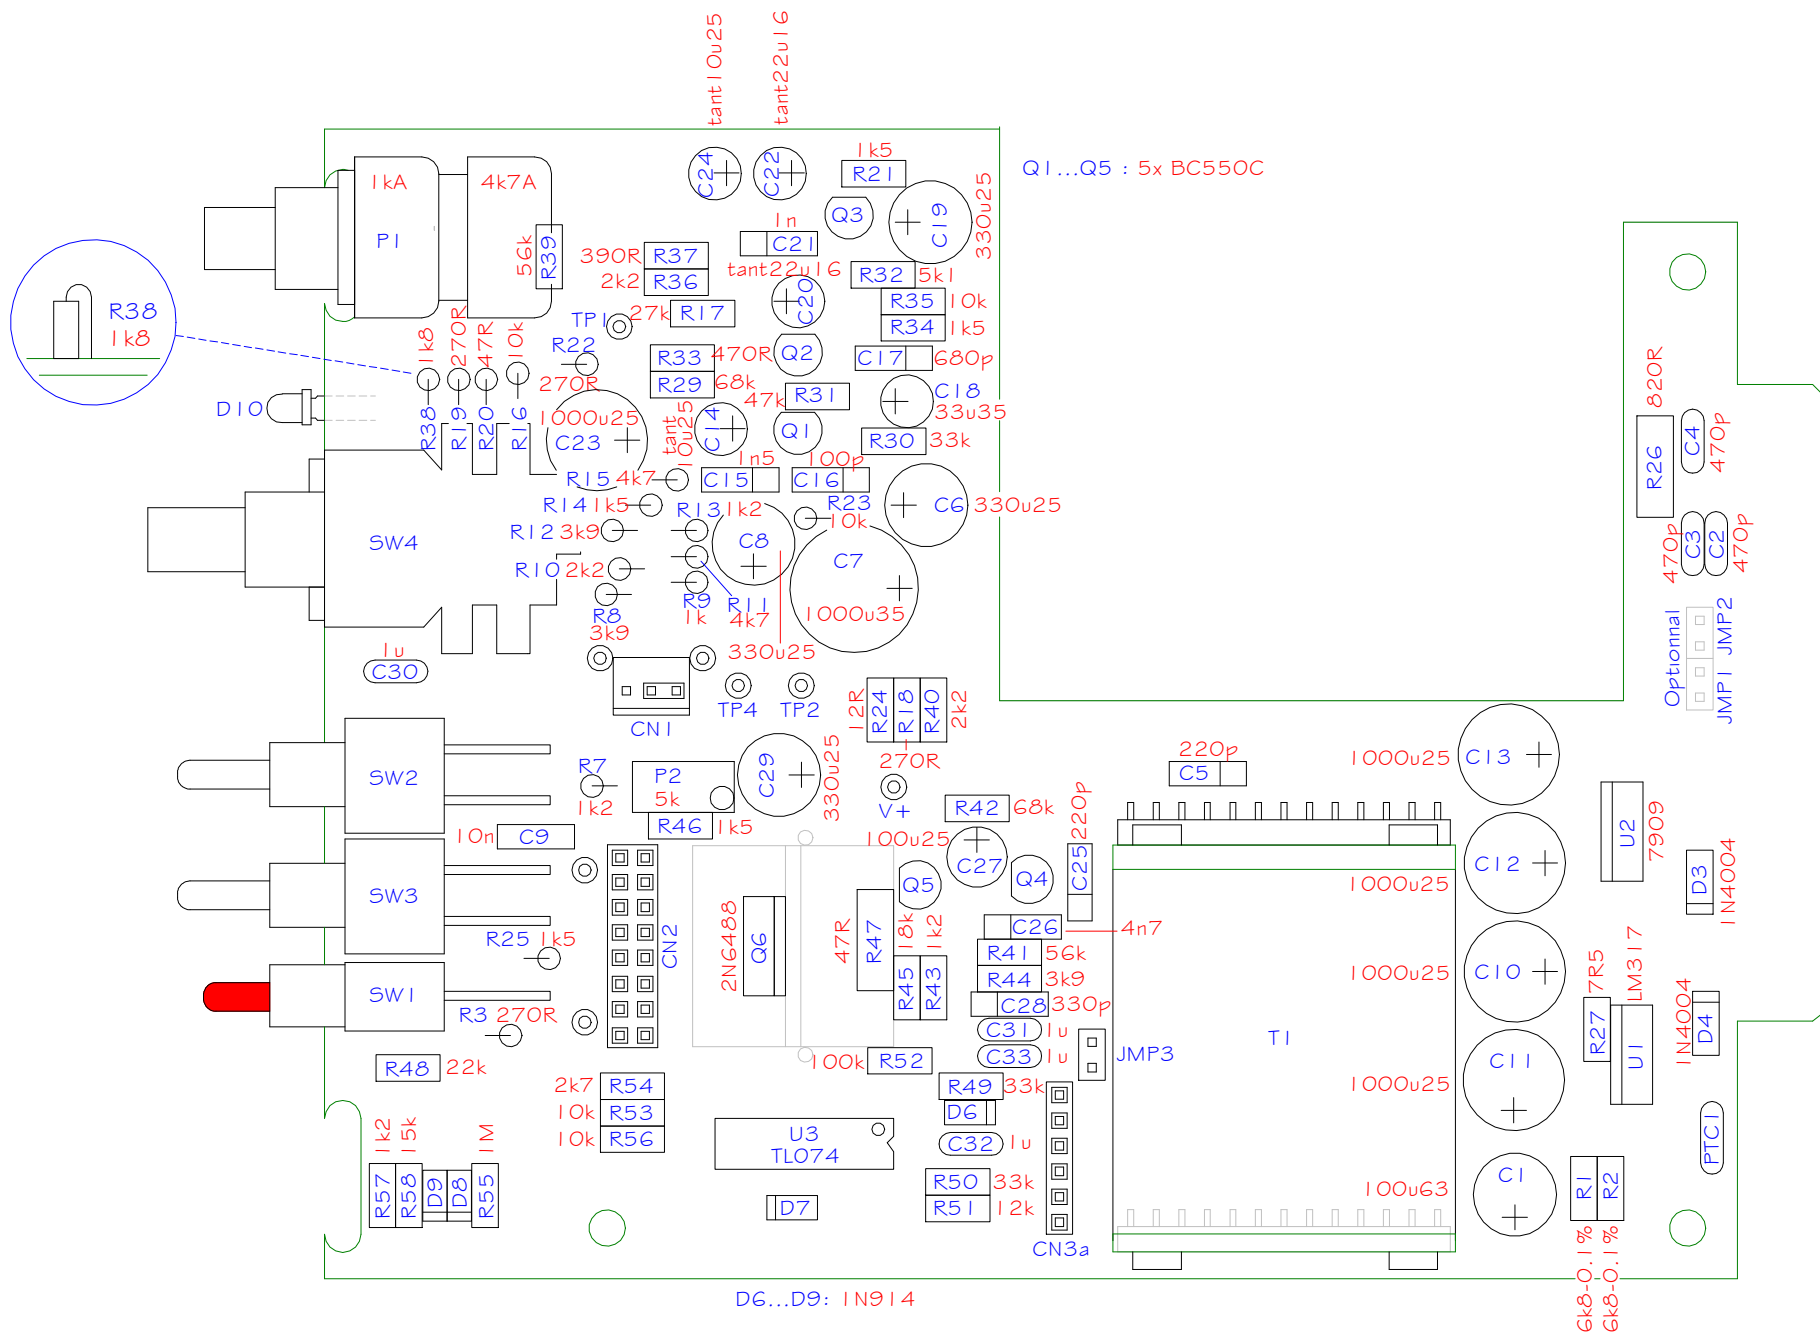 tant10u25
tant22u16
1k5
C24
C22
R21
Q1...Q5 : 5x BC550C
1kA
4k7A
Q3
C19
330u25
P1
56k
R39
1n
C21
390R
R37
tant22u16
R32
5k1
2k2
R36
C20
R35
10k
R38
1k8
TP1
27k
R17
R34
1k5
1k8
270R
47R
10k
R22
R33
470R
Q2
C17
680p
270R
R29
68k
D10
R38
R19
R20
R16
1000u25
C23
tant
10u25
C14
47k
R31
C18
33u35
Q1
R30
33k
820R
R26
C4
470p
R15
4k7
1n5
C15
100p
C16
R14
1k5
R13
1k2
R23
10k
C6
330u25
R12
3k9
SW4
C8
C7
470p
C3
C2
470p
R10
2k2
R9
1k
R11
4k7
R8
3k9
1000u35
330u25
Optionnal
JMP2
JMP1
1u
C30
CN1
TP4
TP2
12R
R24
R18
R40
2k2
270R
SW2
R7
1k2
P2
5k
C29
330u25
V+
220p
C5
1000u25
C13
R42
68k
220p
C25
10n
C9
R46
1k5
100u25
C27
U2
7909
1000u25
C12
SW3
Q5
Q4
D3
1N4004
R25
1k5
CN2
2N6488
Q6
47R
R47
18k
1k2
R45
R43
C26
4n7
R41
56k
R44
3k9
1000u25
C10
7R5
R27
LM317
U1
SW1
R3
270R
C28
330p
C31
1u
C33
1u
JMP3
T1
1N4004
D4
R48
22k
100k
R52
1000u25
C11
2k7
R54
R49
33k
10k
R53
D6
10k
R56
U3
TL074
C32
1u
PTC1
1k2
15k
1M
R57
R58
D9
D8
R55
R50
33k
R51
12k
D7
CN3a
100u63
C1
R1
R2
6k8-0.1%
6k8-0.1%
D6...D9: 1N914